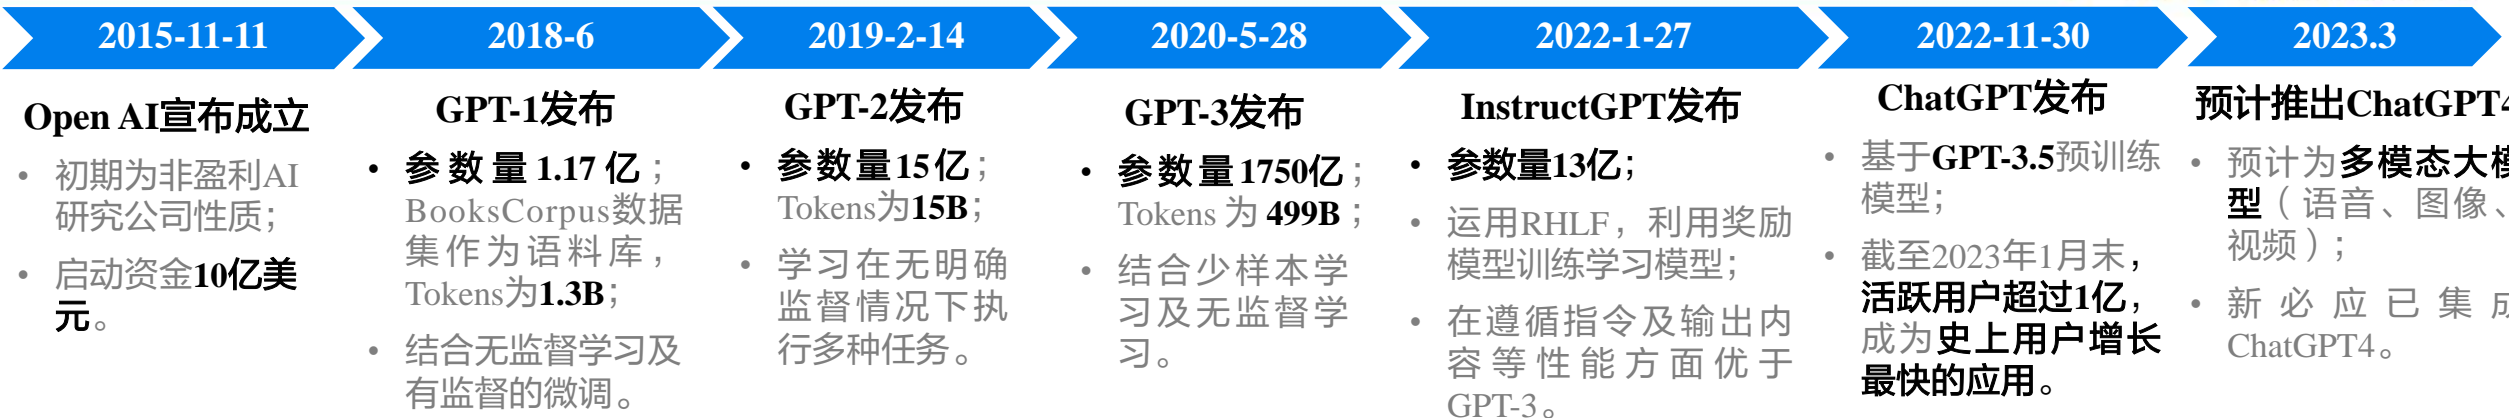 2015-11-11
Open AI宣布成立
• 初期为非盈利AI
研究公司性质；
• 启动资金10亿美
元。
2018-6
GPT-1发布
• 参数量1.17亿；
BooksCorpus数据
集作为语料库，
Tokens为1.3B；
• 结合无监督学习及
有监督的微调。
2019-2-14
GPT-2发布
• 参数量15亿；
Tokens为15B；
• 学习在无明确
监督情况下执
行多种任务。
2020-5-28
GPT-3发布
• 参数量1750亿；
Tokens为499B；
• 结合少样本学
习及无监督学
习。
2022-1-27
InstructGPT发布
• 参数量13亿；
• 运用RHLF，利用奖励
模型训练学习模型；
• 在遵循指令及输出内
容等性能方面优于
GPT-3。
2022-11-30
ChatGPT发布
• 基于GPT-3.5预训练
模型；
• 截至2023年1月末，
活跃用户超过1亿，
成为史上用户增长
最快的应用。
2023.3
预计推出ChatGPT4
• 预计为多模态大模
型（语音、图像、
视频）；
• 新必应已集成
ChatGPT4。